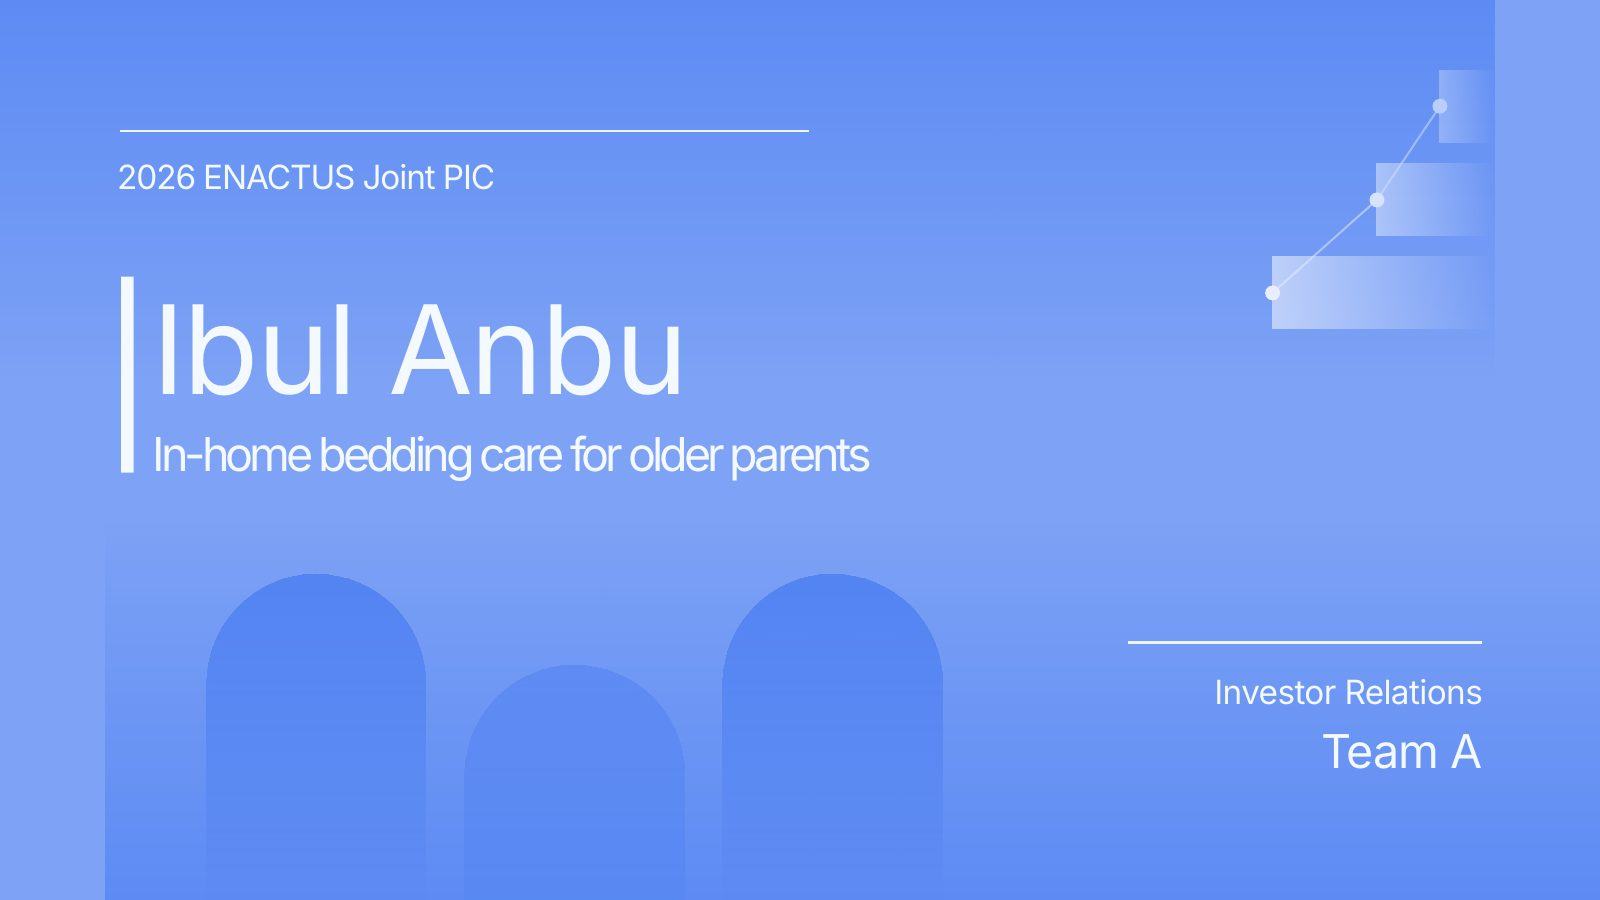 2026 ENACTUS Joint PIC
Ibul Anbu
In-home bedding care for older parents
Investor Relations
Team A